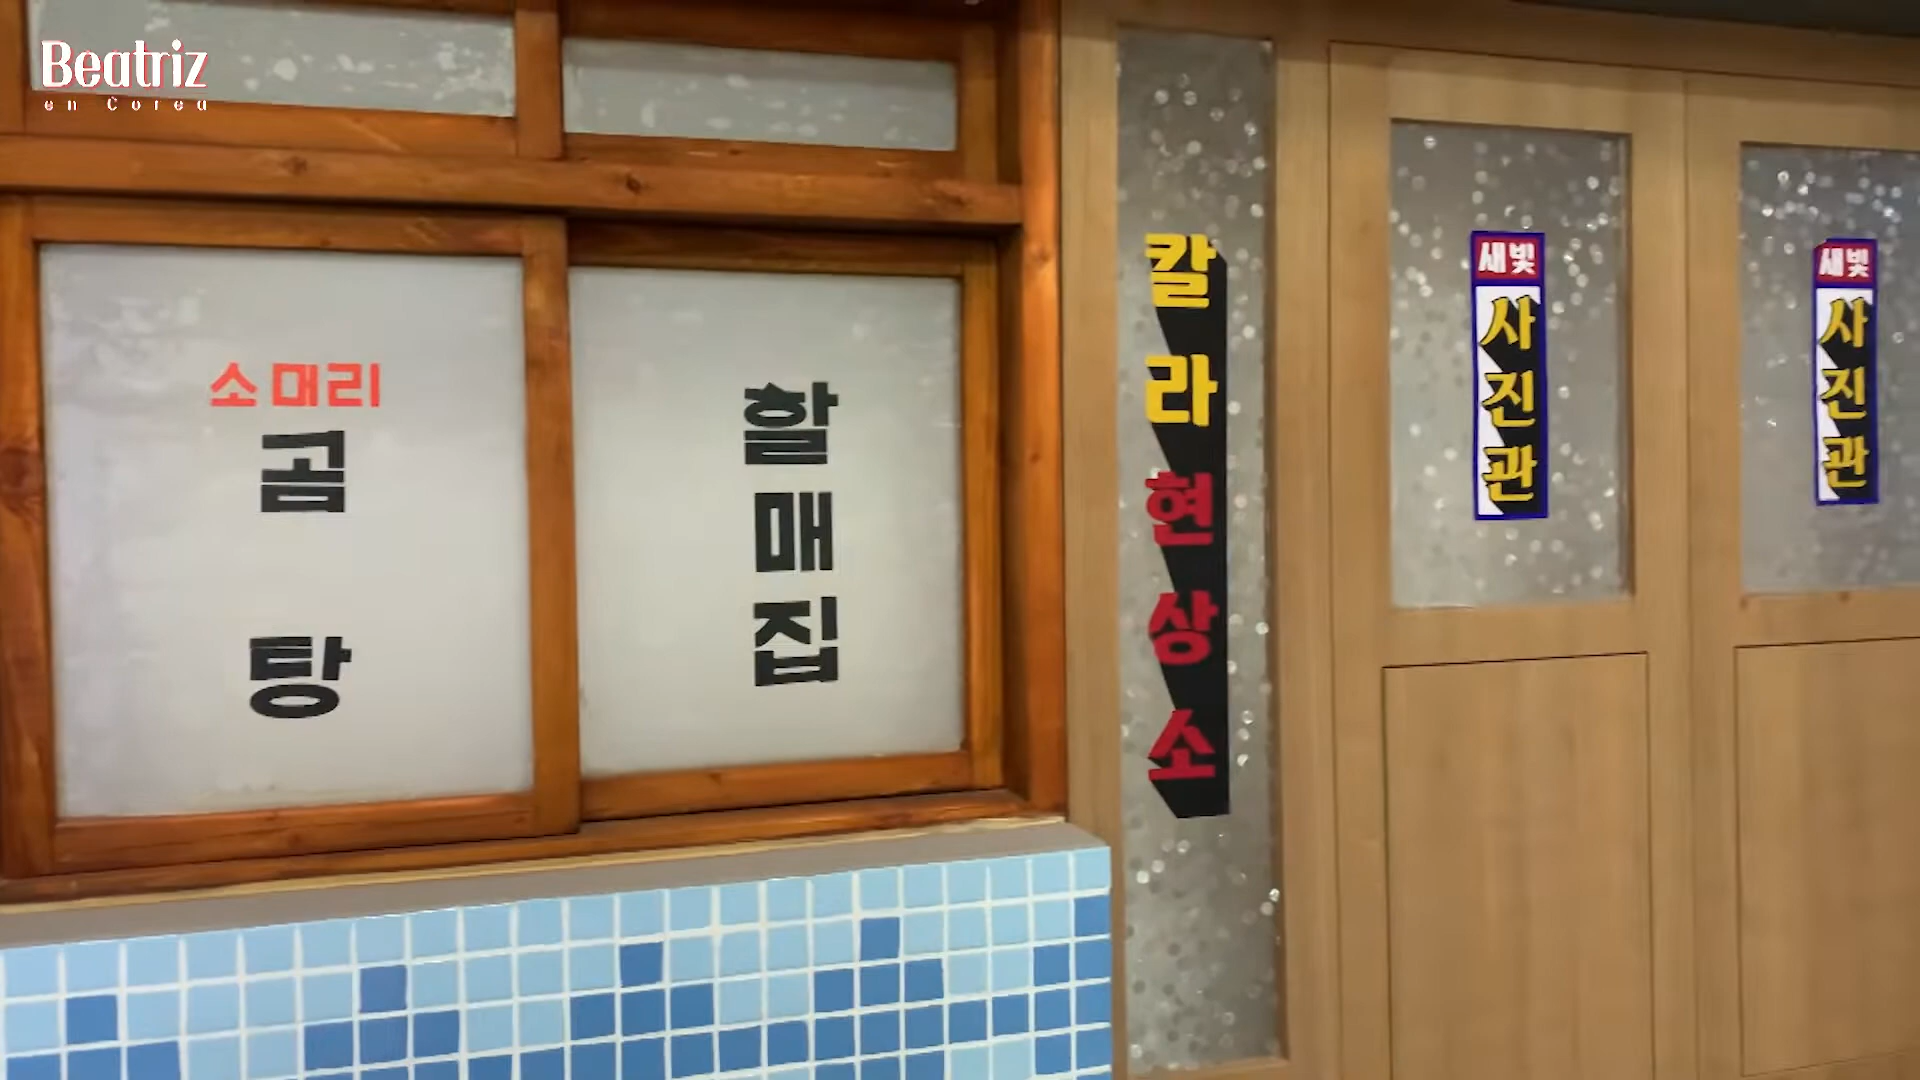 Beatriz
en Corea
소머리
곰탕
할매집
칼라현상소
새빛
사진관
새빛
사진관